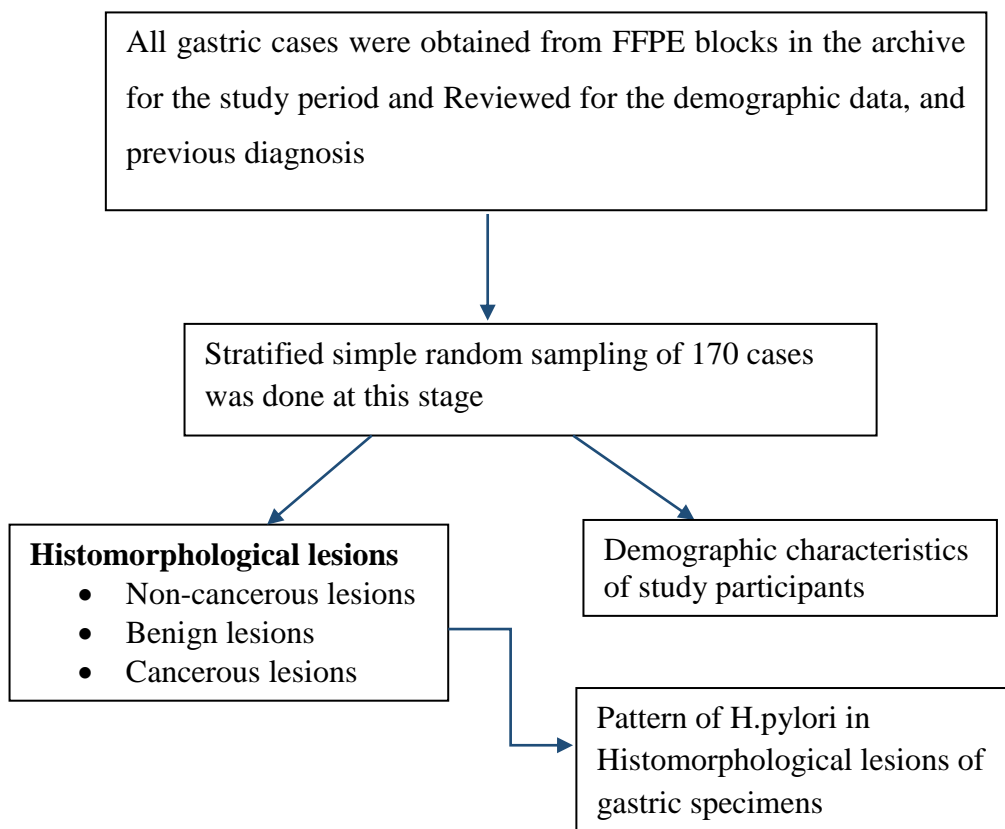 All gastric cases were obtained from FFPE blocks in the archive
for the study period and Reviewed for the demographic data, and
previous diagnosis
Stratified simple random sampling of 170 cases
was done at this stage
Histomorphological lesions
• Non-cancerous lesions
• Benign lesions
• Cancerous lesions
Demographic characteristics
of study participants
Pattern of H.pylori in
Histomorphological lesions of
gastric specimens